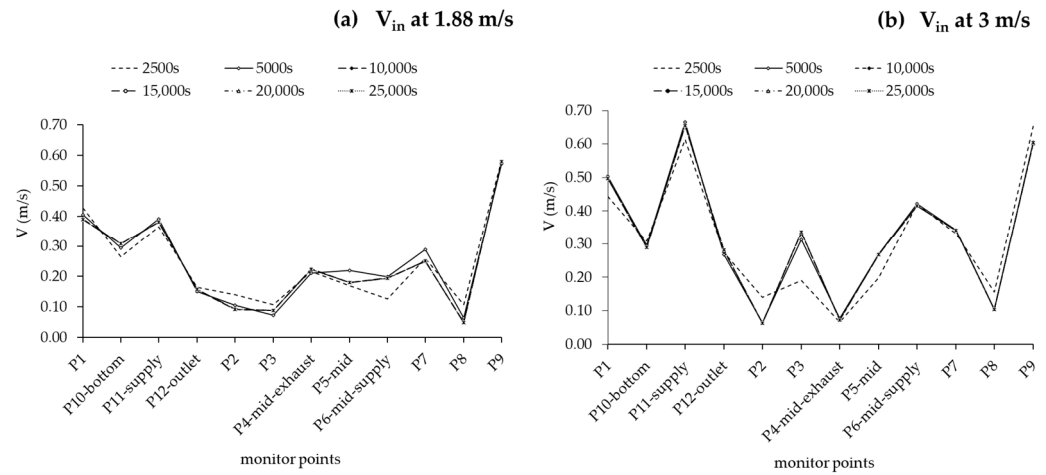 (a) Vin at 1.88 m/s
2500s 5000s 10,000s
15,000s 20,000s 25,000s
V (m/s)
0.70
0.60
0.50
0.40
0.30
0.20
0.10
0.00
P1
P10-bottom
P11-supply
P12-outlet
P2
P3
P4-mid-exhaust
P5-mid
P6-mid-supply
P7
P8
P9
monitor points
(b) Vin at 3 m/s
2500s 5000s 10,000s
15,000s 20,000s 25,000s
V (m/s)
0.70
0.60
0.50
0.40
0.30
0.20
0.10
0.00
P1
P10-bottom
P11-supply
P12-outlet
P2
P3
P4-mid-exhaust
P5-mid
P6-mid-supply
P7
P8
P9
monitor points